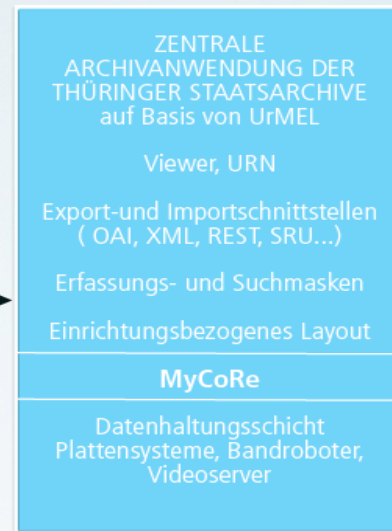 ZENTRALE
ARCHIVANWENDUNG DER
THÜRINGER STAATSARCHIVE
auf Basis von UrMEL
Viewer, URN
Export-und Importschnittstellen
( OAI, XML, REST, SRU...)
Erfassungs- und Suchmasken
Einrichtungsbezogenes Layout
MyCoRe
Datenhaltungsschicht
Plattensysteme, Bandroboter,
Videoserver